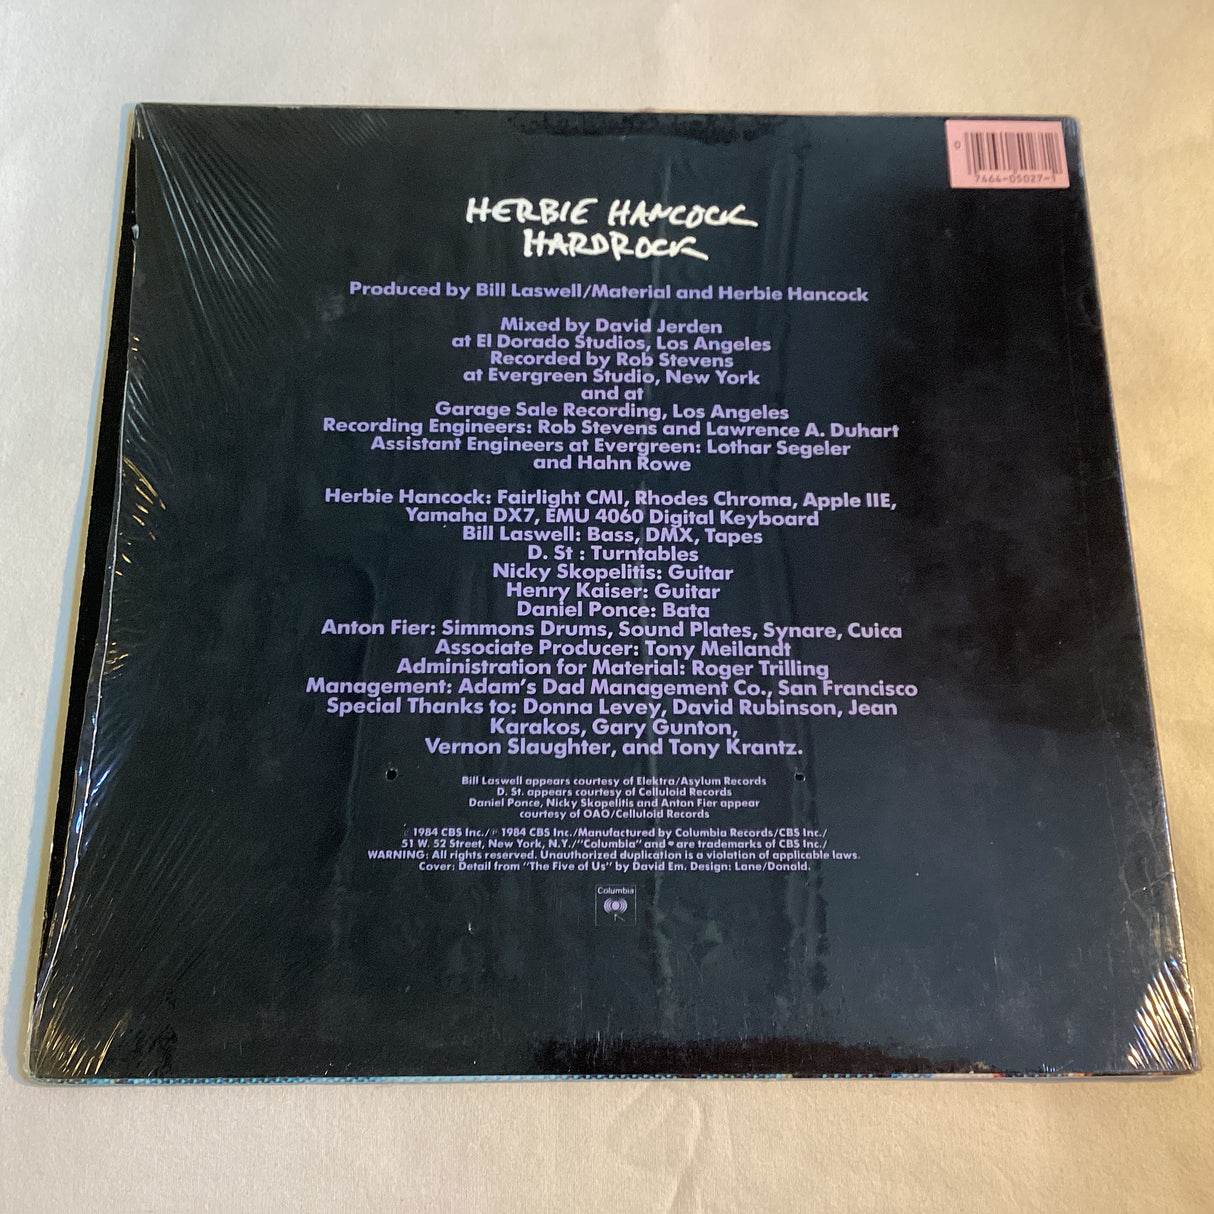 0
7464-05027-1
HERBIE HANCOCK
HARDROCK
Produced by Bill Laswell/Material and Herbie Hancock
Mixed by David Jerden
at El Dorado Studios, Los Angeles
Recorded by Rob Stevens
at Evergreen Studio, New York
and at
Garage Sale Recording, Los Angeles
Recording Engineers: Rob Stevens and Lawrence A. Duhart
Assistant Engineers at Evergreen: Lothar Segeler
and Hahn Rowe
Herbie Hancock: Fairlight CMI, Rhodes Chroma, Apple IIE,
Yamaha DX7, EMU 4060 Digital Keyboard
Bill Laswell: Bass, DMX, Tapes
D. St : Turntables
Nicky Skopelitis: Guitar
Henry Kaiser: Guitar
Daniel Ponce: Bata
Anton Fier: Simmons Drums, Sound Plates, Synare, Cuica
Associate Producer: Tony Meilandt
Administration for Material: Roger Trilling
Management: Adam's Dad Management Co., San Francisco
Special Thanks to: Donna Levey, David Rubinson, Jean
Karakos, Gary Gunton,
Vernon Slaughter, and Tony Krantz.
Bill Laswell appears courtesy of Elektra/Asylum Records
D. St. appears courtesy of Celluloid Records
Daniel Ponce, Nicky Skopelitis and Anton Fier appear
courtesy of OAO/Celluloid Records
© 1984 CBS Inc./℗ 1984 CBS Inc./Manufactured by Columbia Records/CBS Inc./
51 W. 52 Street, New York, N.Y./"Columbia" and are trademarks of CBS Inc./
WARNING: All rights reserved. Unauthorized duplication is a violation of applicable laws.
Cover: Detail from "The Five of Us" by David Em. Design: Lane/Donald.
Columbia